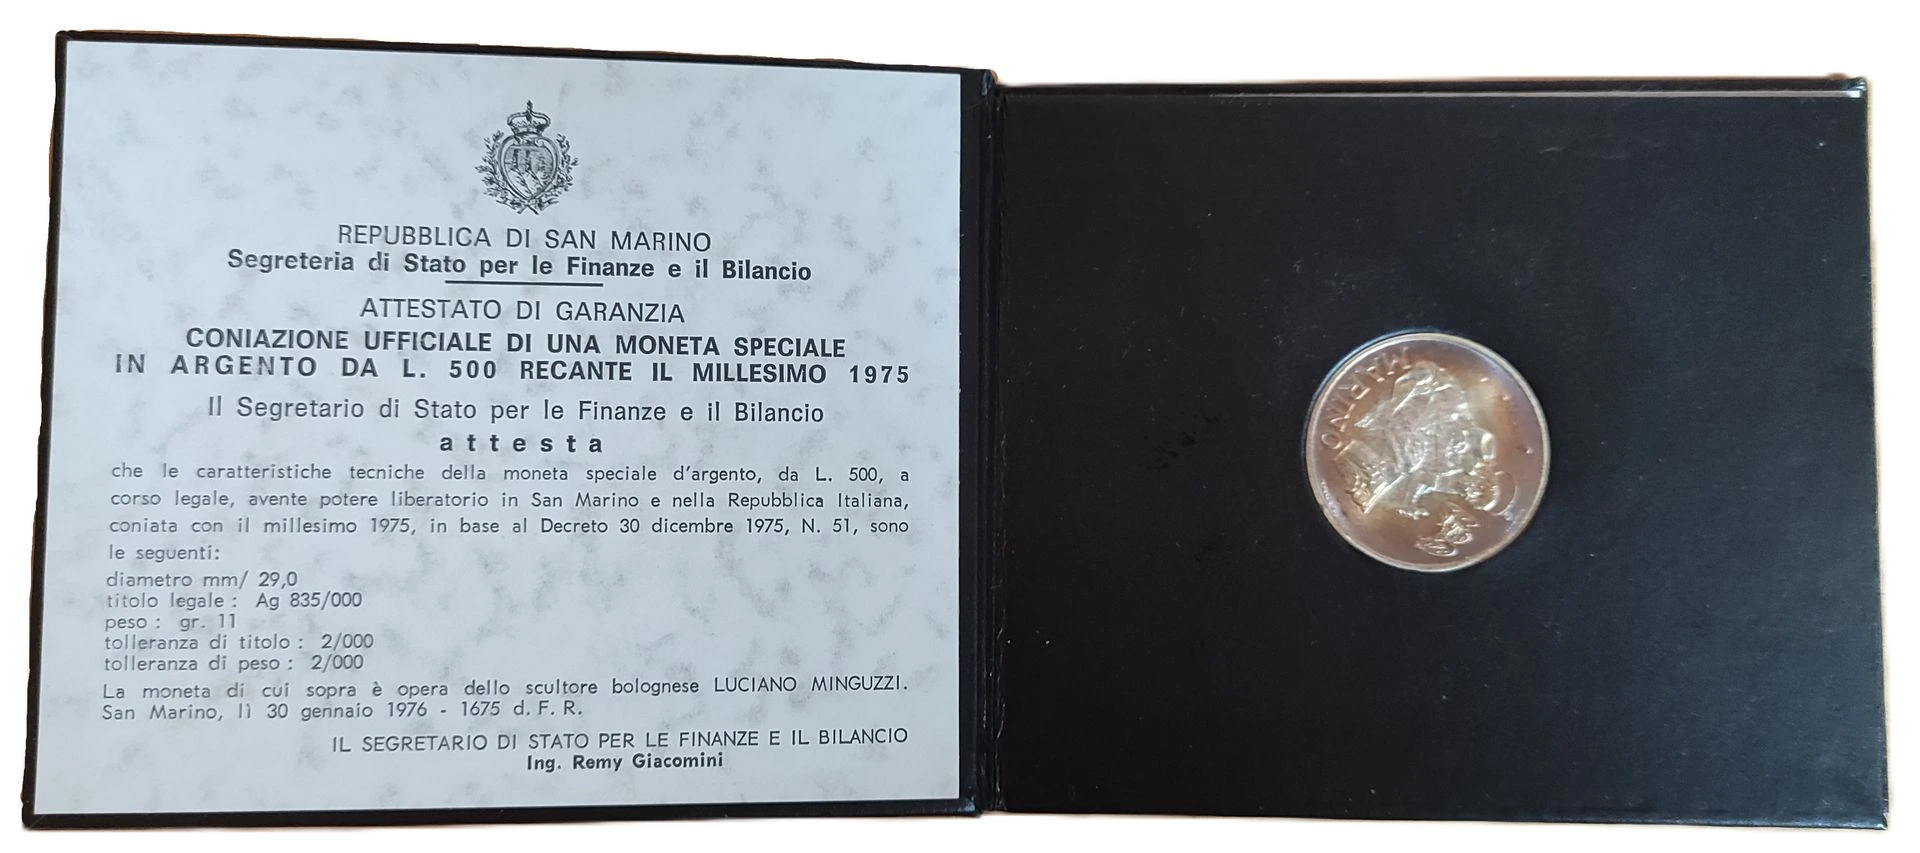 REPUBBLICA DI SAN MARINO
Segreteria di Stato per le Finanze e il Bilancio
ATTESTATO DI GARANZIA
CONIAZIONE UFFICIALE DI UNA MONETA SPECIALE
IN ARGENTO DA L. 500 RECANTE IL MILLESIMO 1975
Il Segretario di Stato per le Finanze e il Bilancio
attesta
che le caratteristiche tecniche della moneta speciale d'argento, da L. 500, a
corso legale, avente potere liberatorio in San Marino e nella Repubblica Italiana,
coniata con il millesimo 1975, in base al Decreto 30 dicembre 1975, N. 51, sono
le seguenti:
diametro mm/ 29,0
titolo legale : Ag 835/000
peso : gr. 11
tolleranza di titolo : 2/000
tolleranza di peso : 2/000
La moneta di cui sopra è opera dello scultore bolognese LUCIANO MINGUZZI.
San Marino, lì 30 gennaio 1976 - 1675 d. F. R.
IL SEGRETARIO DI STATO PER LE FINANZE E IL BILANCIO
Ing. Remy Giacomini
MARINO